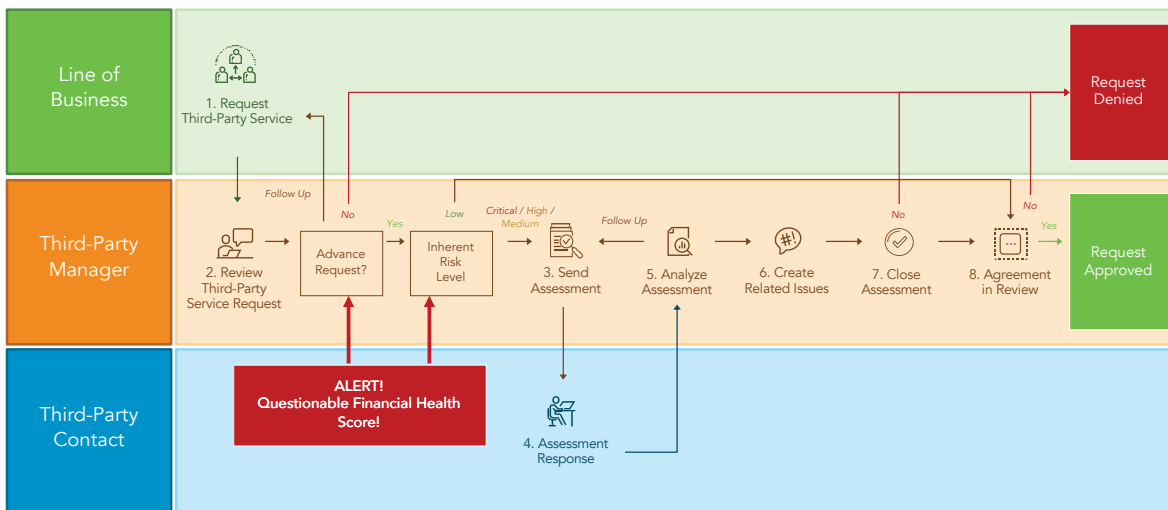 Line of
Business
1. Request
Third-Party Service
Request
Denied
Third-Party
Manager
Follow Up
No
Yes
Low
Critical / High /
Medium
Follow Up
No
No
Yes
2. Review
Third-Party
Service Request
Advance
Request?
Inherent
Risk
Level
3. Send
Assessment
5. Analyze
Assessment
#!
6. Create
Related Issues
7. Close
Assessment
8. Agreement
in Review
Request
Approved
Third-Party
Contact
ALERT!
Questionable Financial Health
Score!
4. Assessment
Response